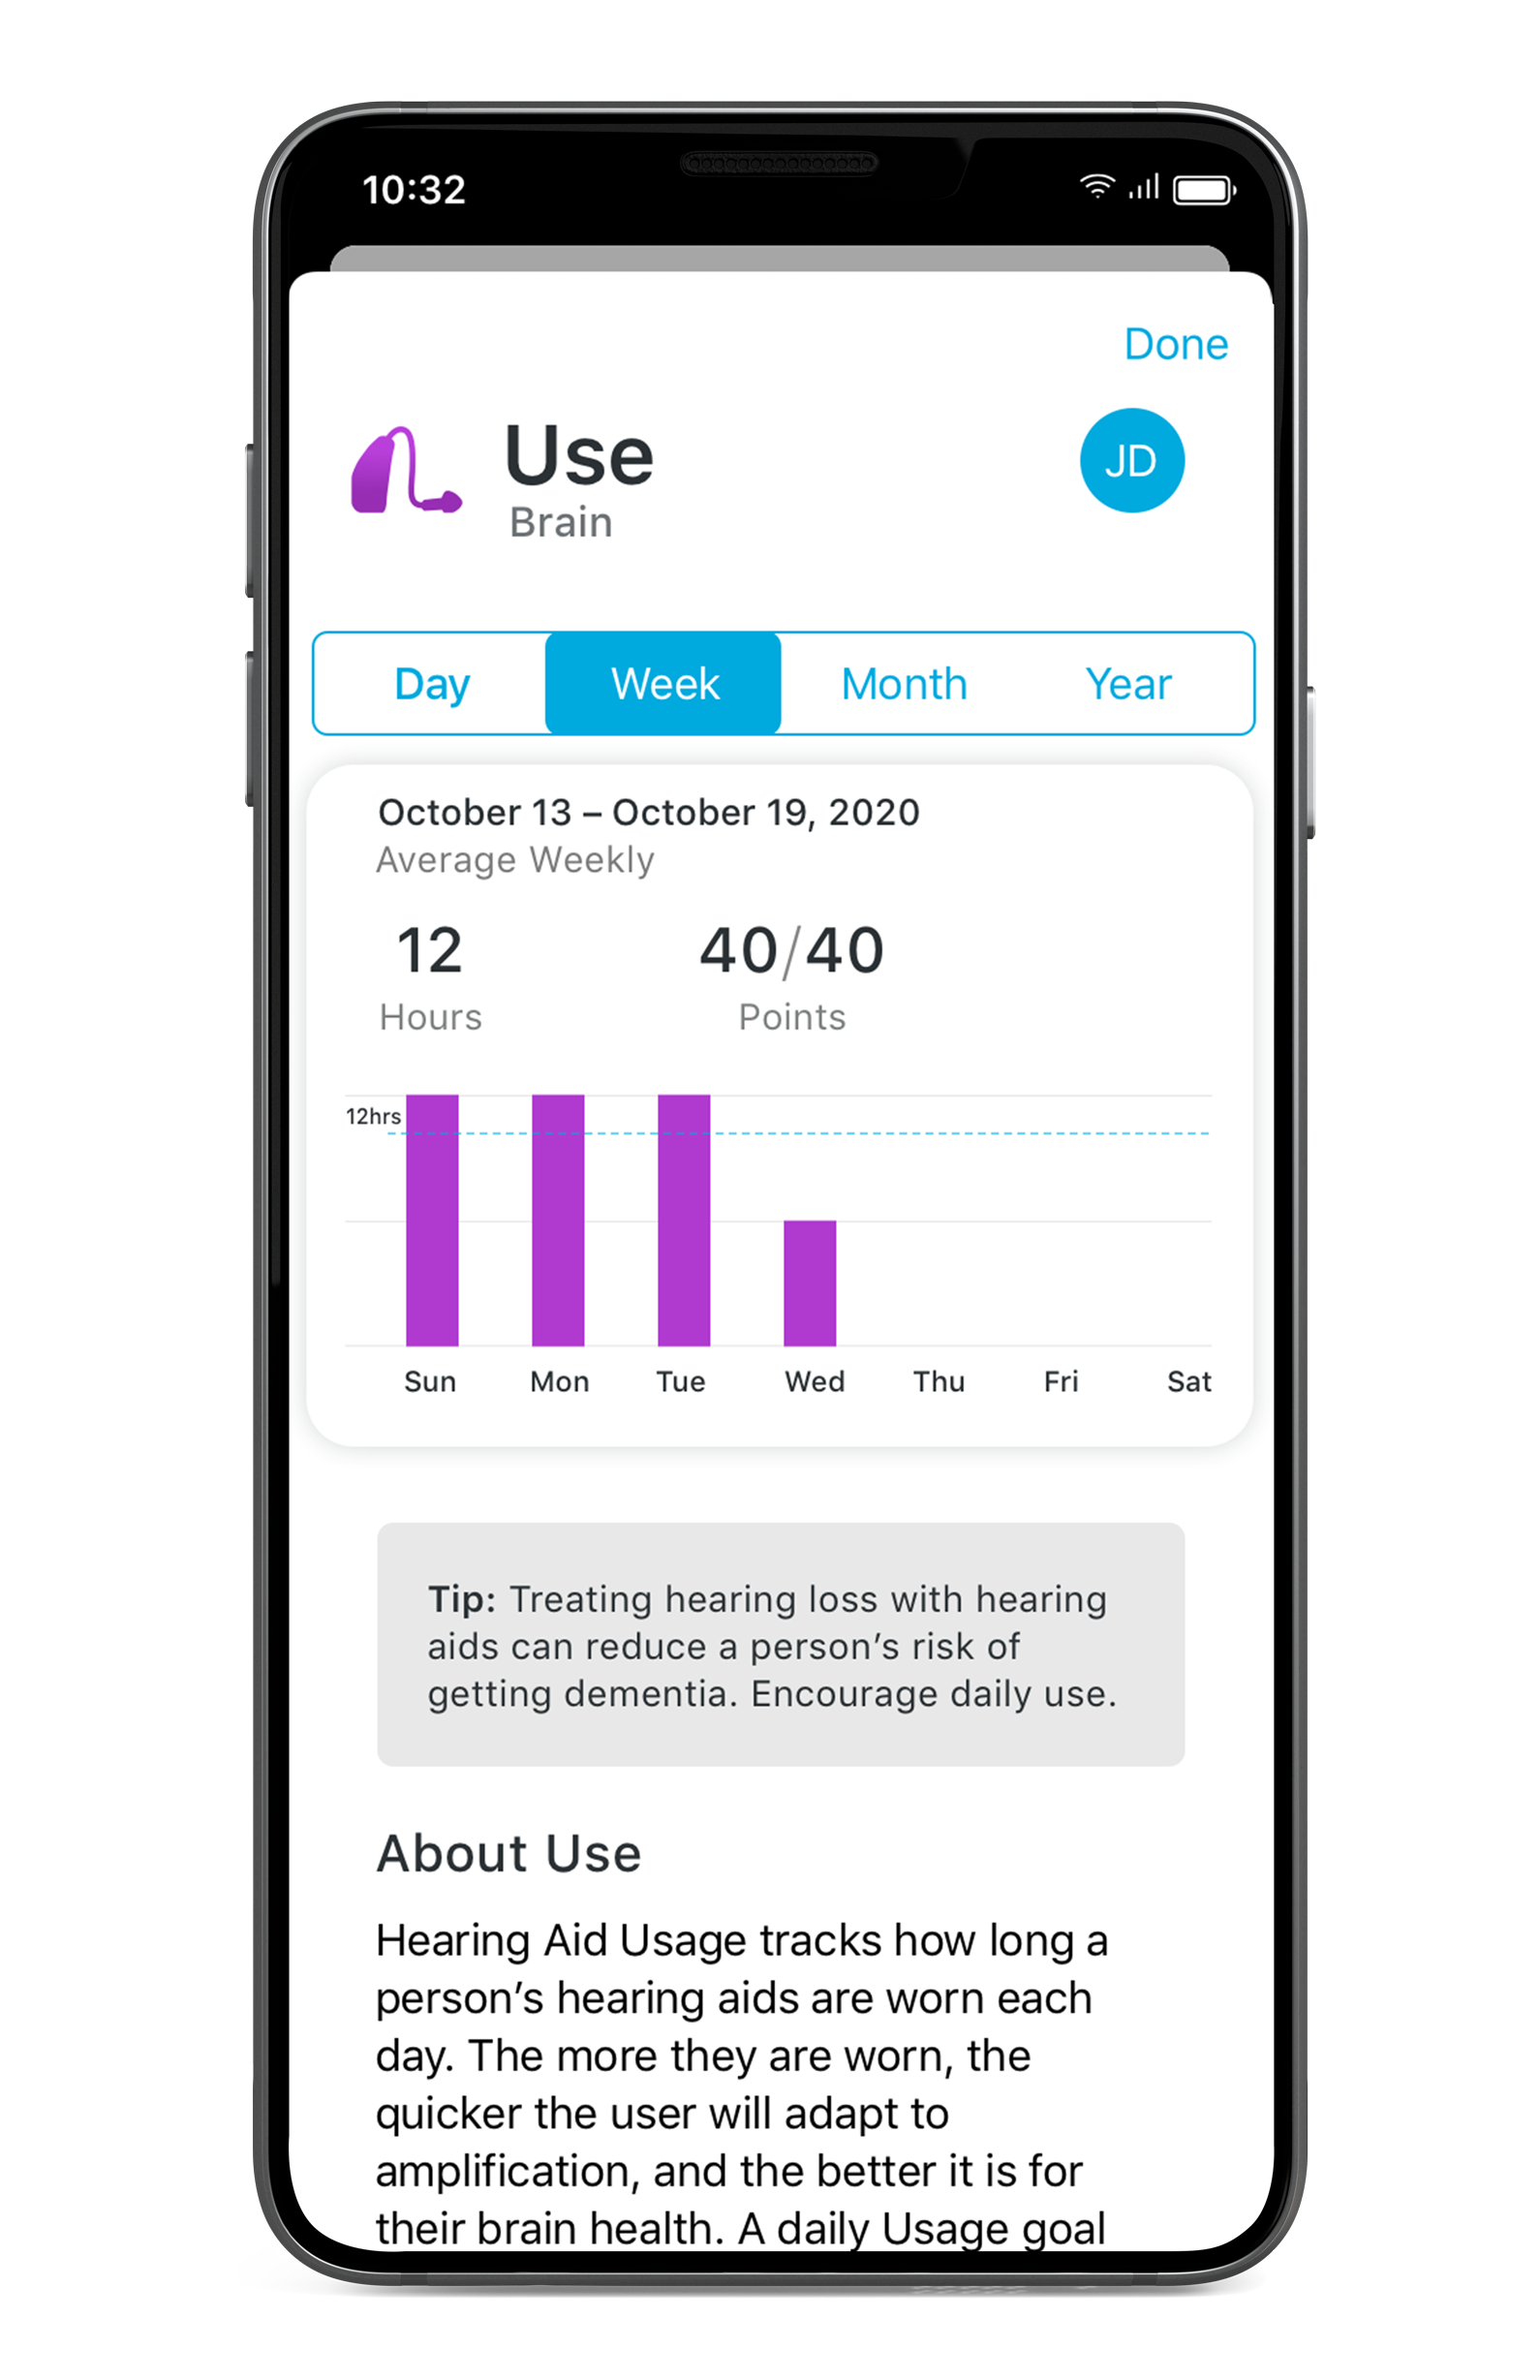 10:32
Done
Use
Brain
JD
Day Week Month Year
October 13 – October 19, 2020
Average Weekly
12 40/40
Hours Points
12hrs
Sun Mon Tue Wed Thu Fri Sat
Tip: Treating hearing loss with hearing
aids can reduce a person’s risk of
getting dementia. Encourage daily use.
About Use
Hearing Aid Usage tracks how long a
person’s hearing aids are worn each
day. The more they are worn, the
quicker the user will adapt to
amplification, and the better it is for
their brain health. A daily Usage goal